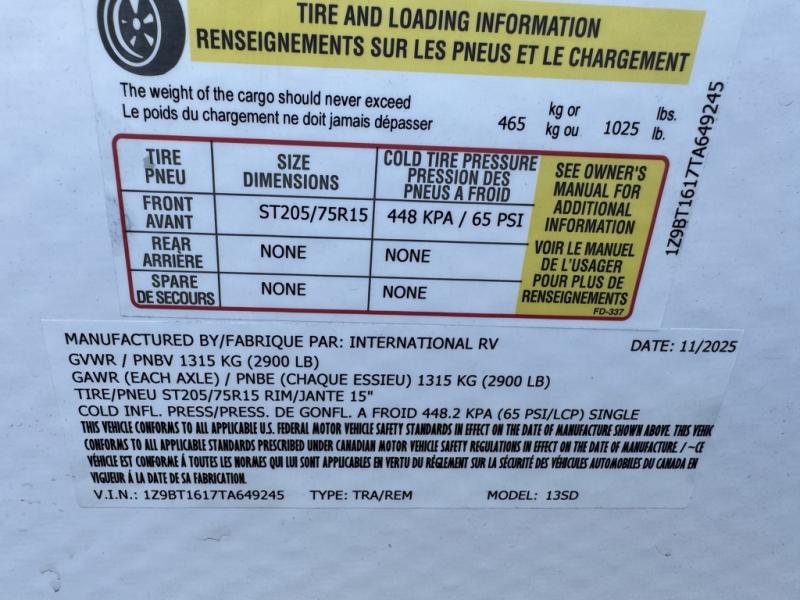 TIRE AND LOADING INFORMATION
RENSEIGNEMENTS SUR LES PNEUS ET LE CHARGEMENT
The weight of the cargo should never exceed
Le poids du chargement ne doit jamais dépasser
465 kg or 1025 lbs.
kg ou lb.
TIRE
PNEU
SIZE
DIMENSIONS
COLD TIRE PRESSURE
PRESSION DES
PNEUS A FROID
SEE OWNER'S
MANUAL FOR
ADDITIONAL
INFORMATION
VOIR LE MANUEL
DE L'USAGER
POUR PLUS DE
RENSEIGNEMENTS
FD-337
FRONT
AVANT
ST205/75R15
448 KPA / 65 PSI
REAR
ARRIÈRE
NONE
NONE
SPARE
DE SECOURS
NONE
NONE
1Z9BT1617TA649245
MANUFACTURED BY/FABRIQUE PAR: INTERNATIONAL RV DATE: 11/2025
GVWR / PNBV 1315 KG (2900 LB)
GAWR (EACH AXLE) / PNBE (CHAQUE ESSIEU) 1315 KG (2900 LB)
TIRE/PNEU ST205/75R15 RIM/JANTE 15"
COLD INFL. PRESS/PRESS. DE GONFL. A FROID 448.2 KPA (65 PSI/LCP) SINGLE
THIS VEHICLE CONFORMS TO ALL APPLICABLE U.S. FEDERAL MOTOR VEHICLE SAFETY STANDARDS IN EFFECT ON THE DATE OF MANUFACTURE SHOWN ABOVE. THIS VEHIC
CONFORMS TO ALL APPLICABLE STANDARDS PRESCRIBED UNDER CANADIAN MOTOR VEHICLE SAFETY REGULATIONS IN EFFECT ON THE DATE OF MANUFACTURE. / ~CE
VÉHICLE EST CONFORME À TOUTES LES NORMES QUI LUI SONT APPLICABLES EN VERTU DU RÉGLEMENT SUR LA SÉCURITÉ DES VÉHICULES AUTOMOBILES DU CANADA EN
VIGUEUR À LA DATE DE SA FABRICATION.
V.I.N.: 1Z9BT1617TA649245 TYPE: TRA/REM MODEL: 13SD